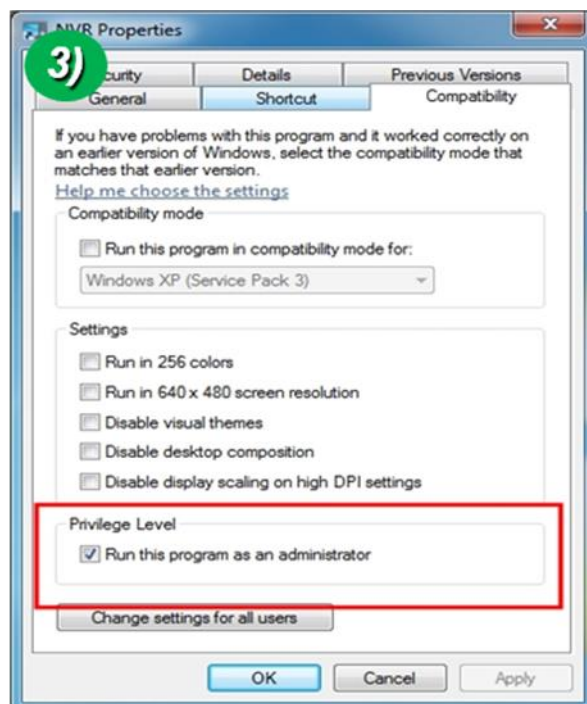 NVR Properties
3)
Security Details Previous Versions
General Shortcut Compatibility
If you have problems with this program and it worked correctly on
an earlier version of Windows, select the compatibility mode that
matches that earlier version.
Help me choose the settings
Compatibility mode
Run this program in compatibility mode for:
Windows XP (Service Pack 3)
Settings
Run in 256 colors
Run in 640 x 480 screen resolution
Disable visual themes
Disable desktop composition
Disable display scaling on high DPI settings
Privilege Level
Run this program as an administrator
Change settings for all users
OK Cancel Apply